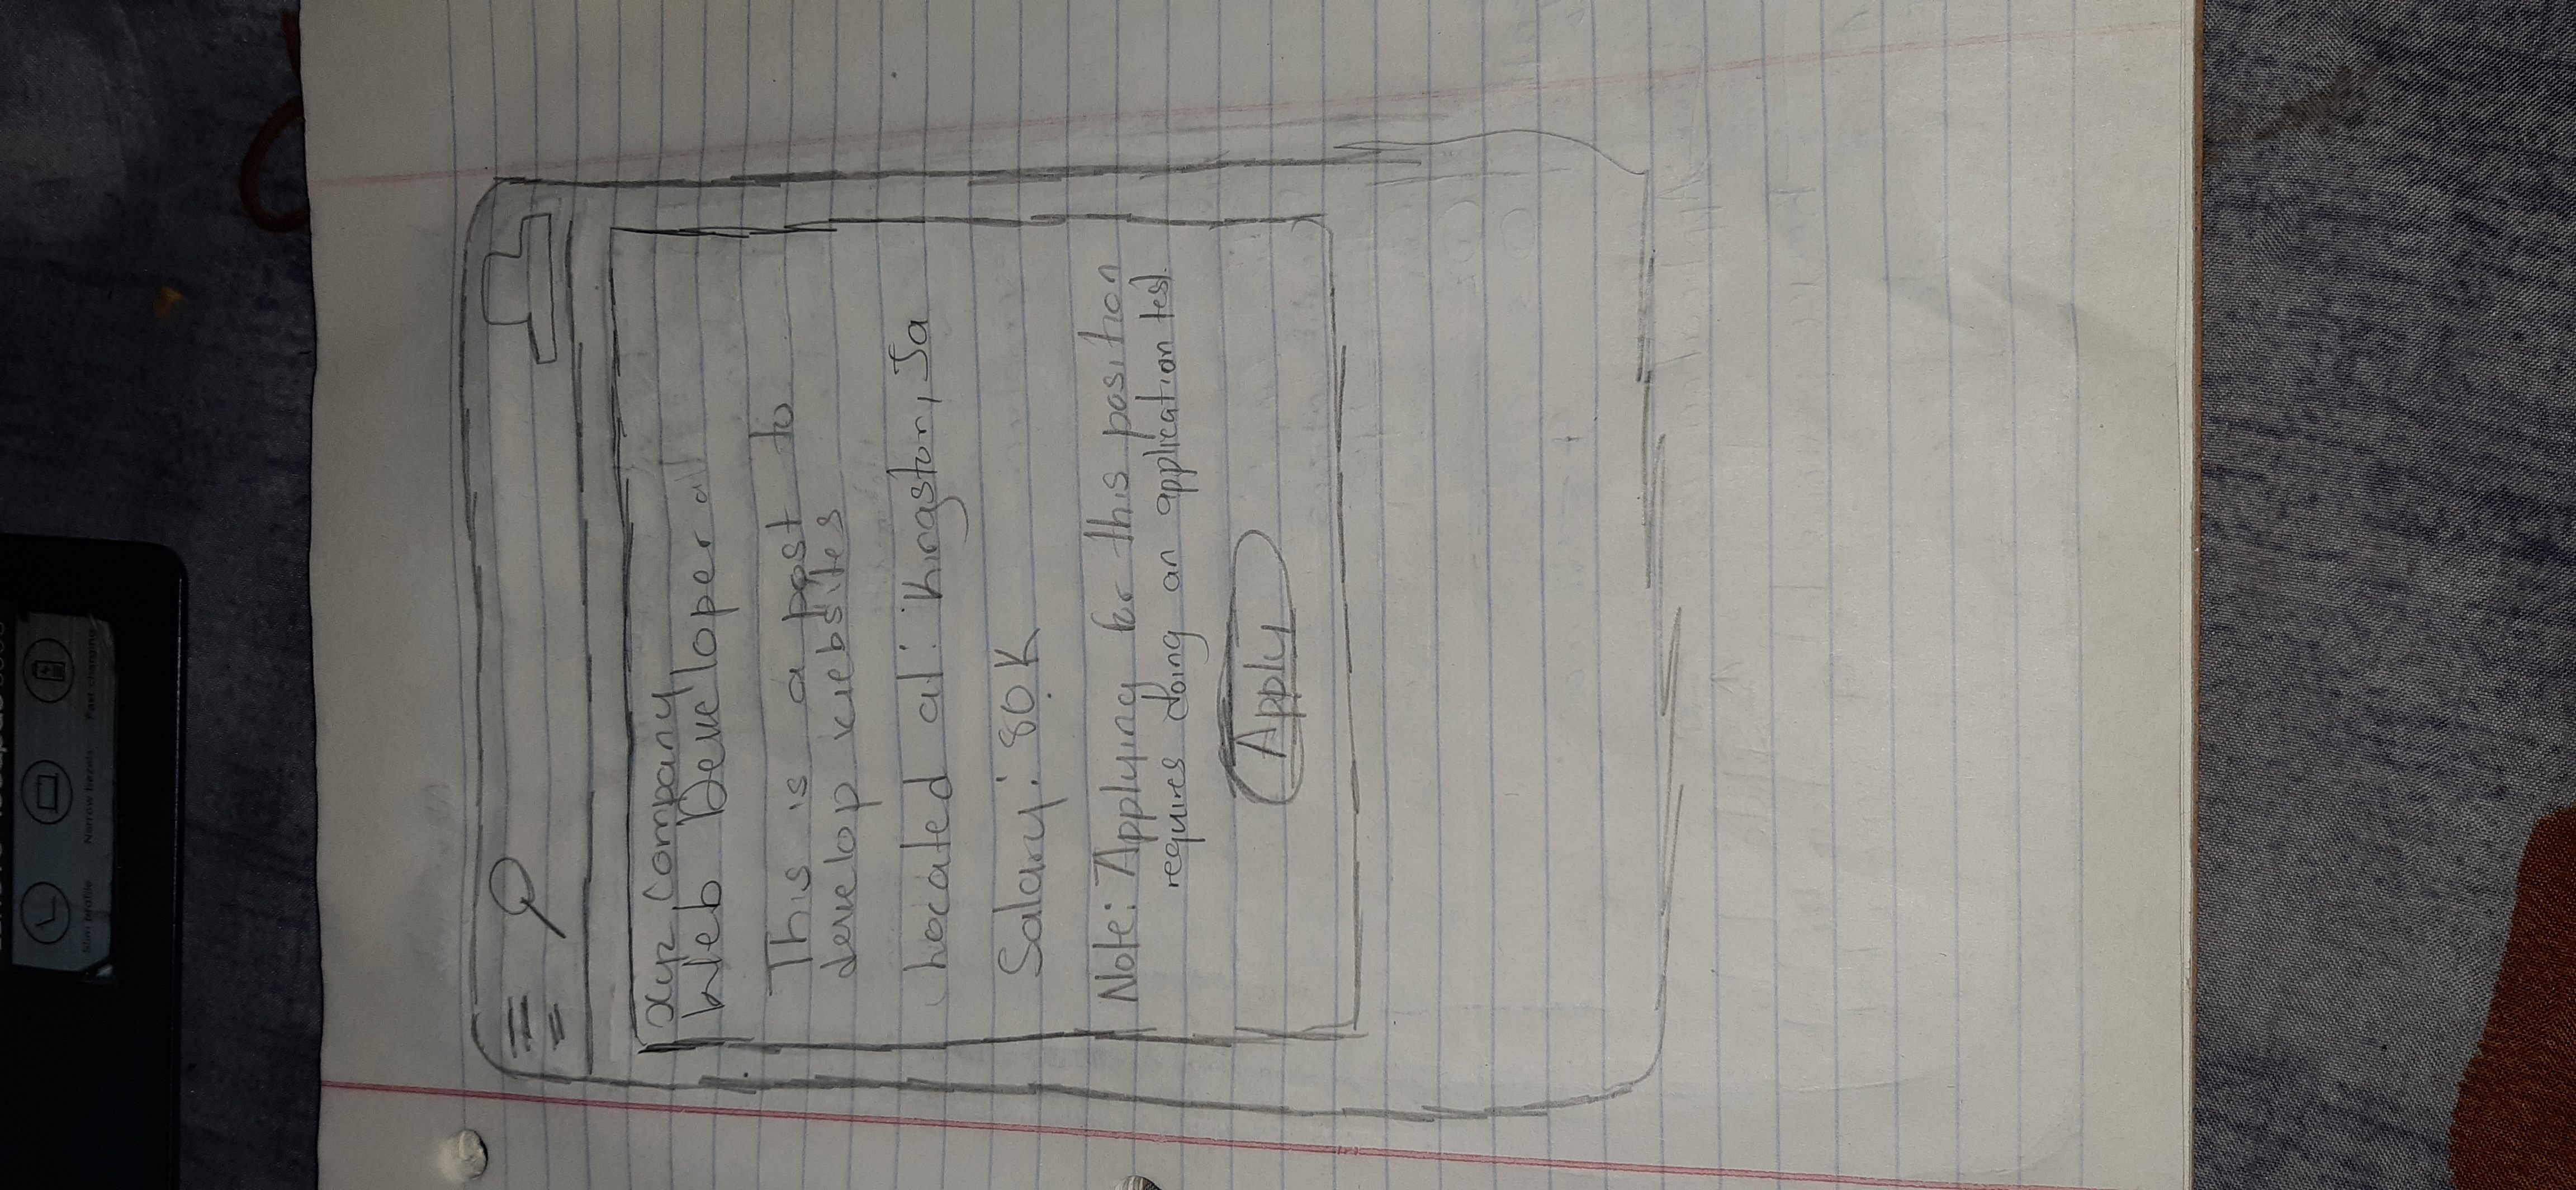 Slim profile
Narrow bezels
Fast charging
Xyz Company
Web Developer
This is a post to
develop websites
Located at: Kingston, Ja
Salary: 80K
Note: Applying for this position
requires doing an application test.
Apply